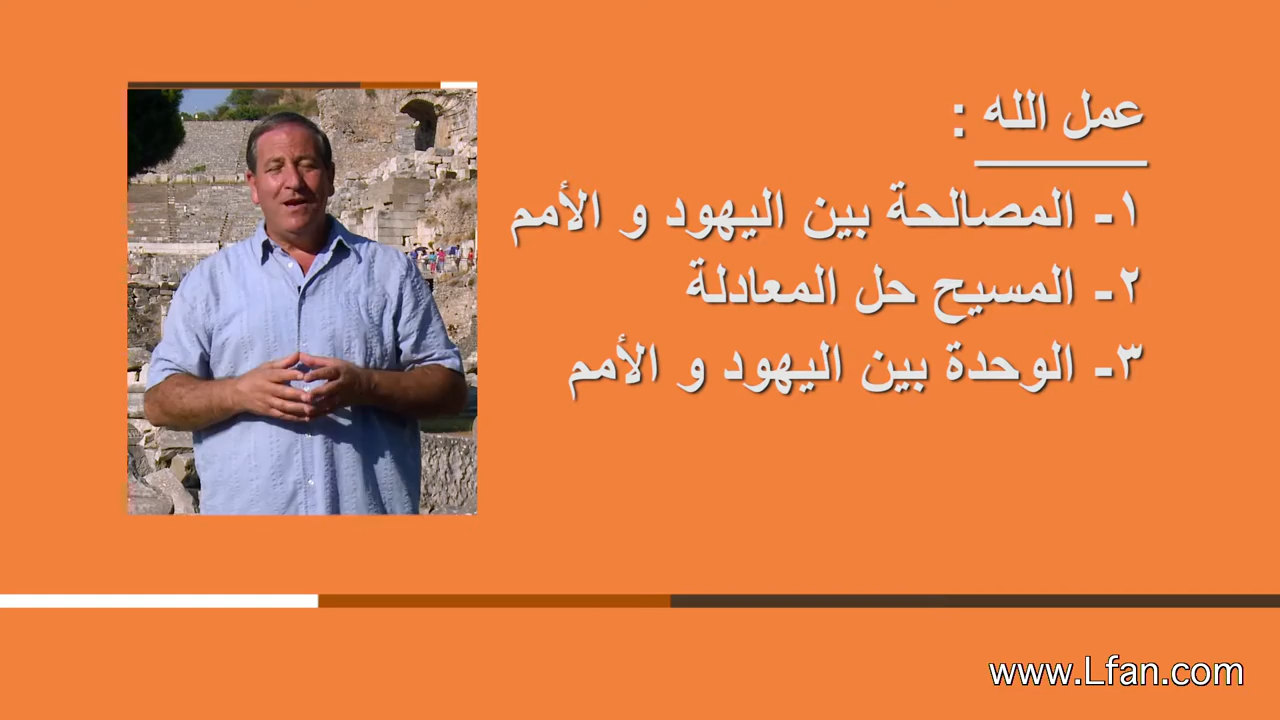 عمل الله :
١- المصالحة بين اليهود و الأمم
٢- المسيح حل المعادلة
٣- الوحدة بين اليهود و الأمم
www.Lfan.com